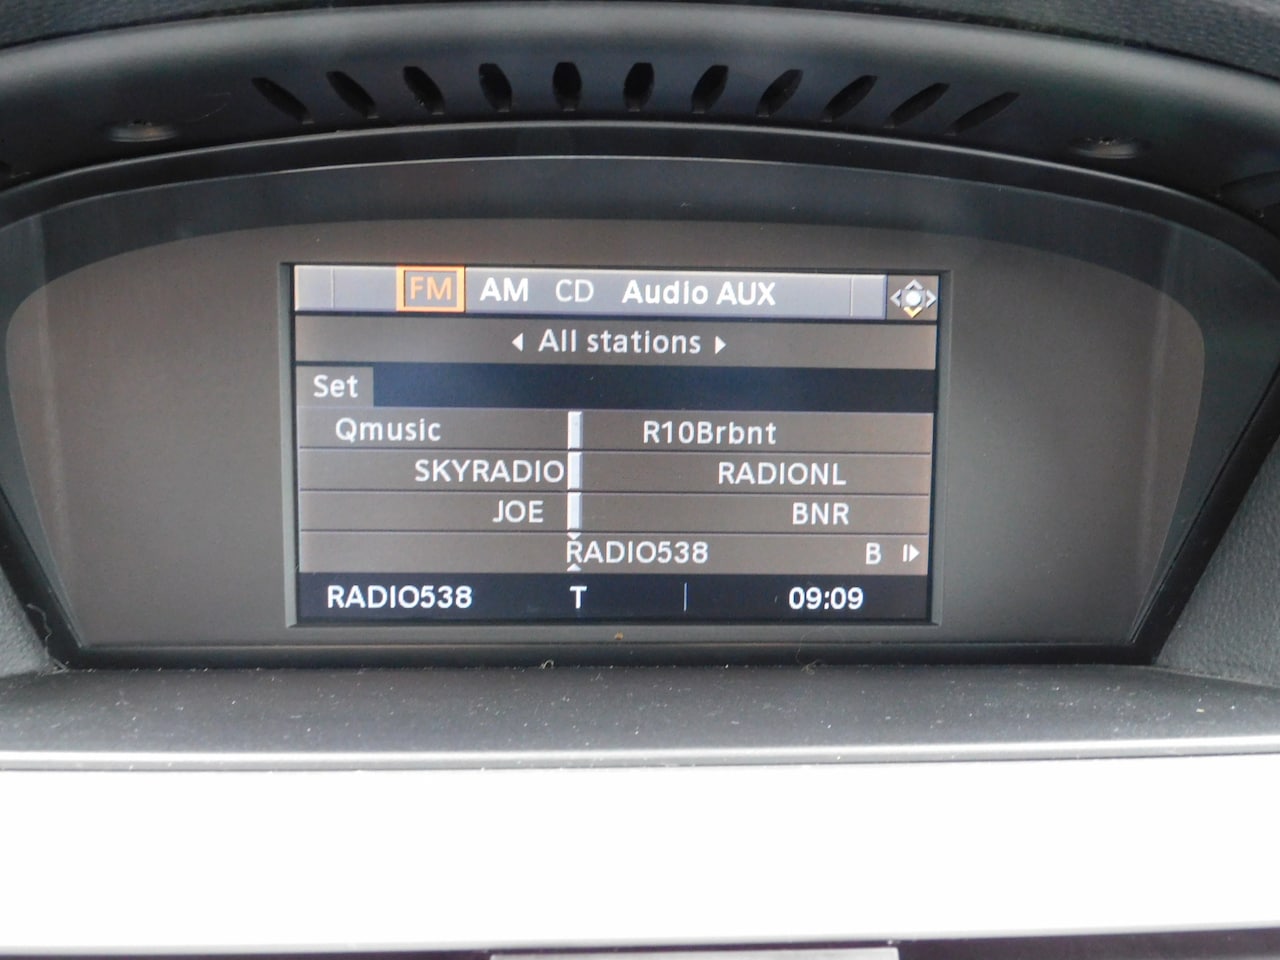 FM AM CD Audio AUX
All stations
Set
Qmusic R10Brbnt
SKYRADIO RADIONL
JOE BNR
RADIO538 B
RADIO538 T 09:09